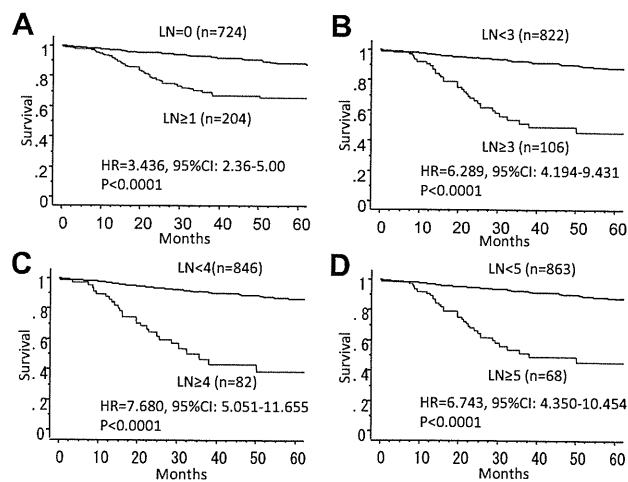 A
LN=0 (n=724)
1
.8
.6
.4
.2
0
Survival
LN≥1 (n=204)
HR=3.436, 95%CI: 2.36-5.00
P<0.0001
0 10 20 30 40 50 60
Months
B
LN<3 (n=822)
1
.8
.6
.4
.2
0
Survival
LN≥3 (n=106)
HR=6.289, 95%CI: 4.194-9.431
P<0.0001
0 10 20 30 40 50 60
Months
C
LN<4(n=846)
1
.8
.6
.4
.2
0
Survival
LN≥4 (n=82)
HR=7.680, 95%CI: 5.051-11.655
P<0.0001
0 10 20 30 40 50 60
Months
D
LN<5 (n=863)
1
.8
.6
.4
.2
0
Survival
LN≥5 (n=68)
HR=6.743, 95%CI: 4.350-10.454
P<0.0001
0 10 20 30 40 50 60
Months